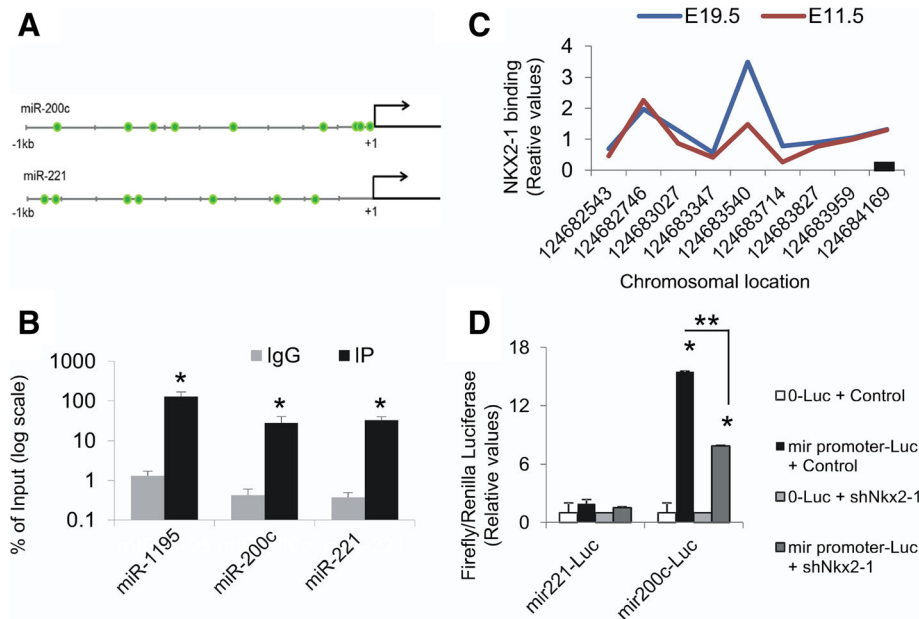 A
miR-200c
-1kb
+1
miR-221
-1kb
+1
B
IgG
IP
% of Input (log scale)
1000
100
10
1
0.1
*
*
*
miR-1195
miR-200c
miR-221
C
E19.5
E11.5
NKX2-1 binding
(Reative values)
4
3
2
1
0
124682543
124682746
124683027
124683347
124683540
124683714
124683827
124683959
124684169
Chromosomal location
D
Firefly/Renilla Luciferase
(Relative values)
18
12
6
0
**
*
*
mir221-Luc
mir200c-Luc
0-Luc + Control
mir promoter-Luc
+ Control
0-Luc + shNkx2-1
mir promoter-Luc
+ shNkx2-1